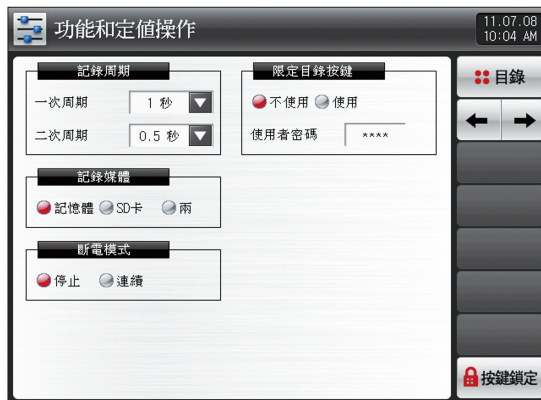 功能和定値操作
11.07.08
10:04 AM
記錄周期
一次周期 1 秒
二次周期 0.5 秒
限定目錄按鍵
不使用 使用
使用者密碼 ****
記錄媒體
記憶體 SD卡 兩
斷電模式
停止 連續
目錄
按鍵鎖定